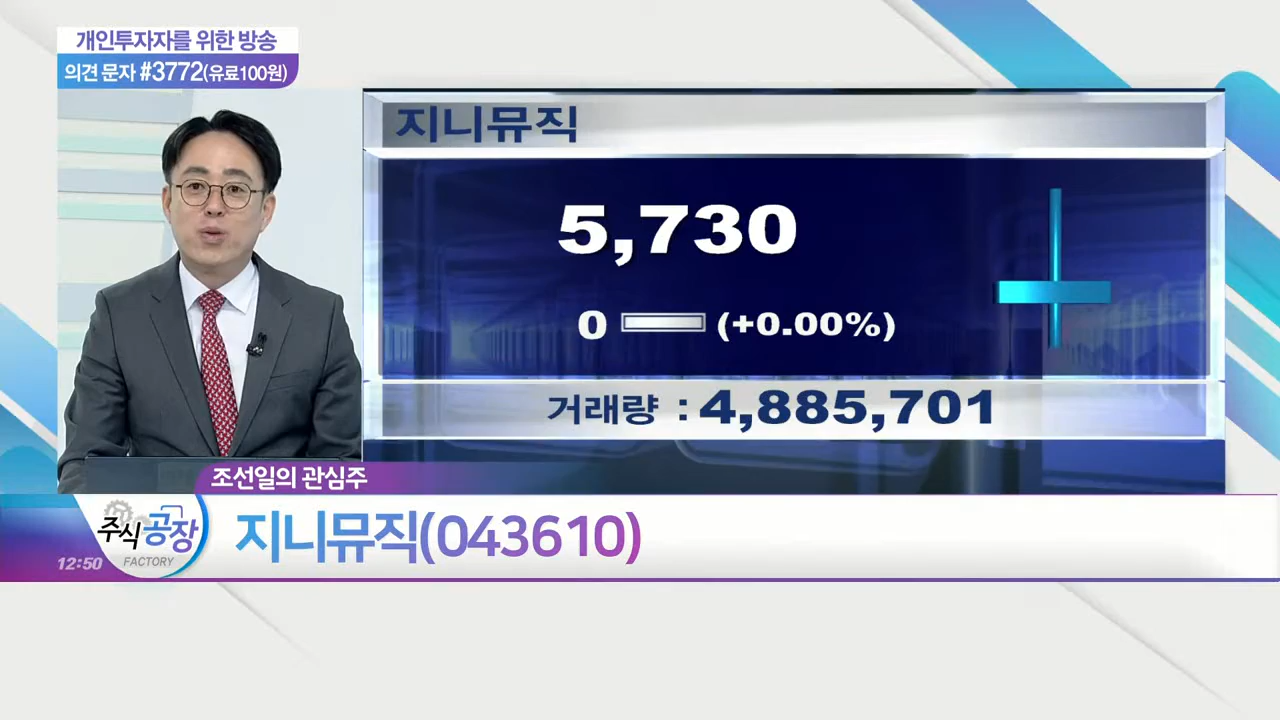 개인투자자를 위한 방송
의견 문자 #3772(유료100원)
지니뮤직
5,730
0 (+0.00%)
거래량 : 4,885,701
조선일의 관심주
주식공장
FACTORY
12:50
지니뮤직(043610)